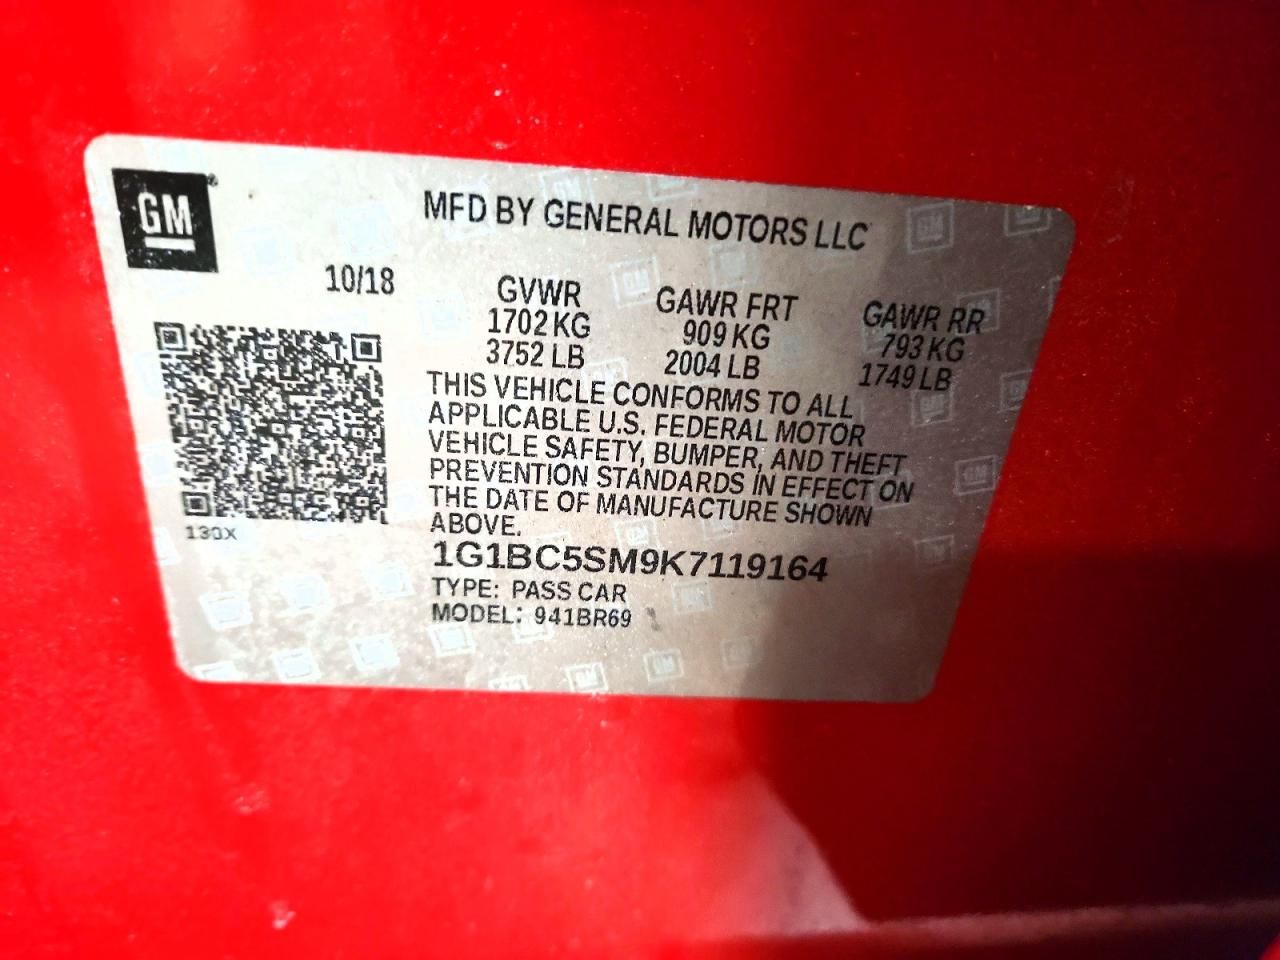 GM
MFD BY GENERAL MOTORS LLC
10/18
GVWR GAWR FRT GAWR RR
1702 KG 909 KG 793 KG
3752 LB 2004 LB 1749 LB
THIS VEHICLE CONFORMS TO ALL
APPLICABLE U.S. FEDERAL MOTOR
VEHICLE SAFETY, BUMPER, AND THEFT
PREVENTION STANDARDS IN EFFECT ON
THE DATE OF MANUFACTURE SHOWN
ABOVE.
130X
1G1BC5SM9K7119164
TYPE: PASS CAR
MODEL: 941BR69